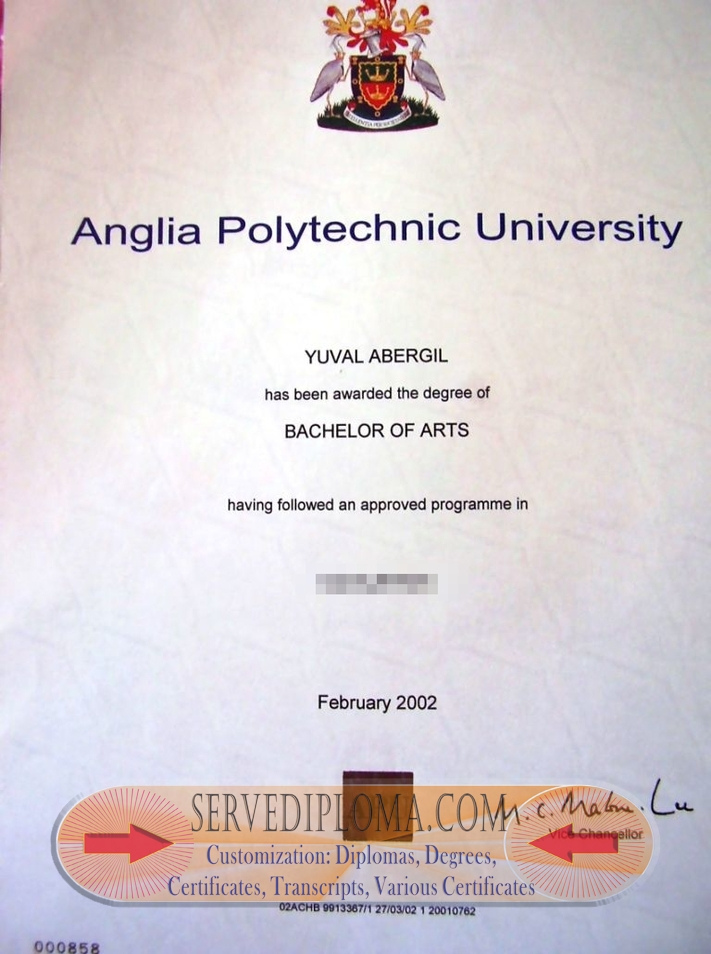 Anglia Polytechnic University
YUVAL ABERGIL
has been awarded the degree of
BACHELOR OF ARTS
having followed an approved programme in
February 2002
SERVEDIPLOMA.COM
Vice Chancellor
Customization: Diplomas, Degrees,
Certificates, Transcripts, Various Certificates
02ACHB 9913367/1 27/03/02 1 20010762
000858